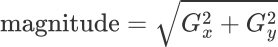 magnitude = √(G_x^2 + G_y^2)